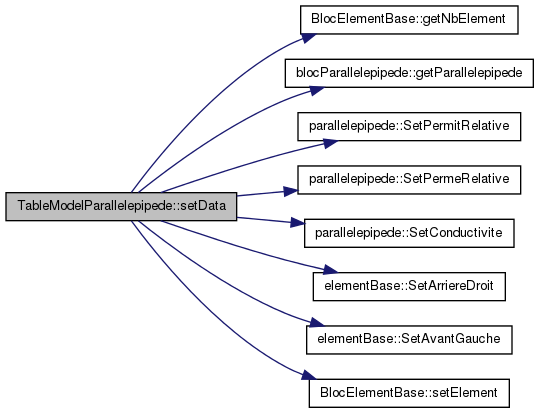 BlocElementBase::getNbElement
blocParallelepipede::getParallelepipede
parallelepipede::SetPermitRelative
parallelepipede::SetPermeRelative
TableModelParallelepipede::setData
parallelepipede::SetConductivite
elementBase::SetArriereDroit
elementBase::SetAvantGauche
BlocElementBase::setElement